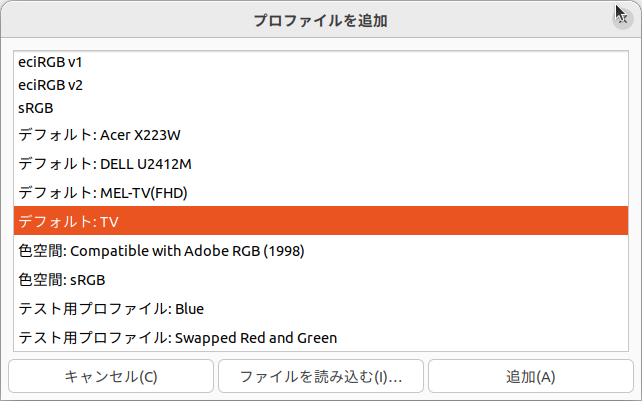 プロファイルを追加
eciRGB v1
eciRGB v2
sRGB
デフォルト: Acer X223W
デフォルト: DELL U2412M
デフォルト: MEL-TV(FHD)
デフォルト: TV
色空間: Compatible with Adobe RGB (1998)
色空間: sRGB
テスト用プロファイル: Blue
テスト用プロファイル: Swapped Red and Green
キャンセル(C)
ファイルを読み込む(I)...
追加(A)